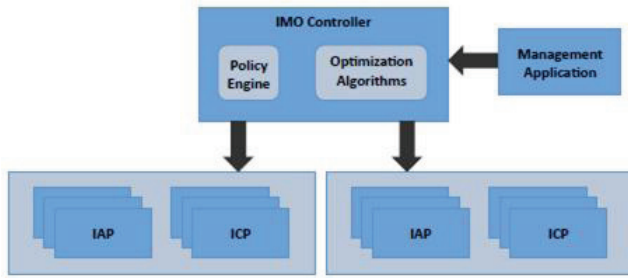 IMO Controller
Policy
Engine
Optimization
Algorithms
Management
Application
IAP
ICP
IAP
ICP